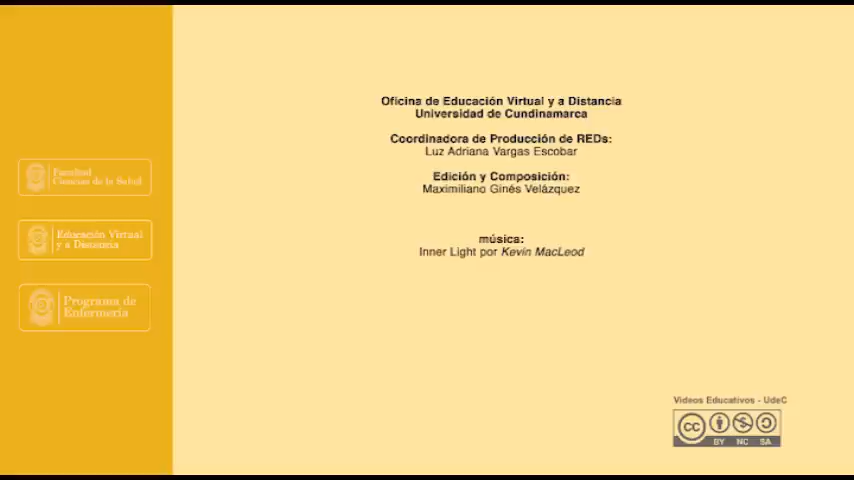 Oficina de Educación Virtual y a Distancia
Universidad de Cundinamarca
Coordinadora de Producción de REDs:
Luz Adriana Vargas Escobar
Edición y Composición:
Maximiliano Ginés Velázquez
música:
Inner Light por Kevin MacLeod
Facultad
Ciencias de la Salud
Educación Virtual
y a Distancia
Programa de
Enfermería
Videos Educativos - UdeC
cc
BY NC SA